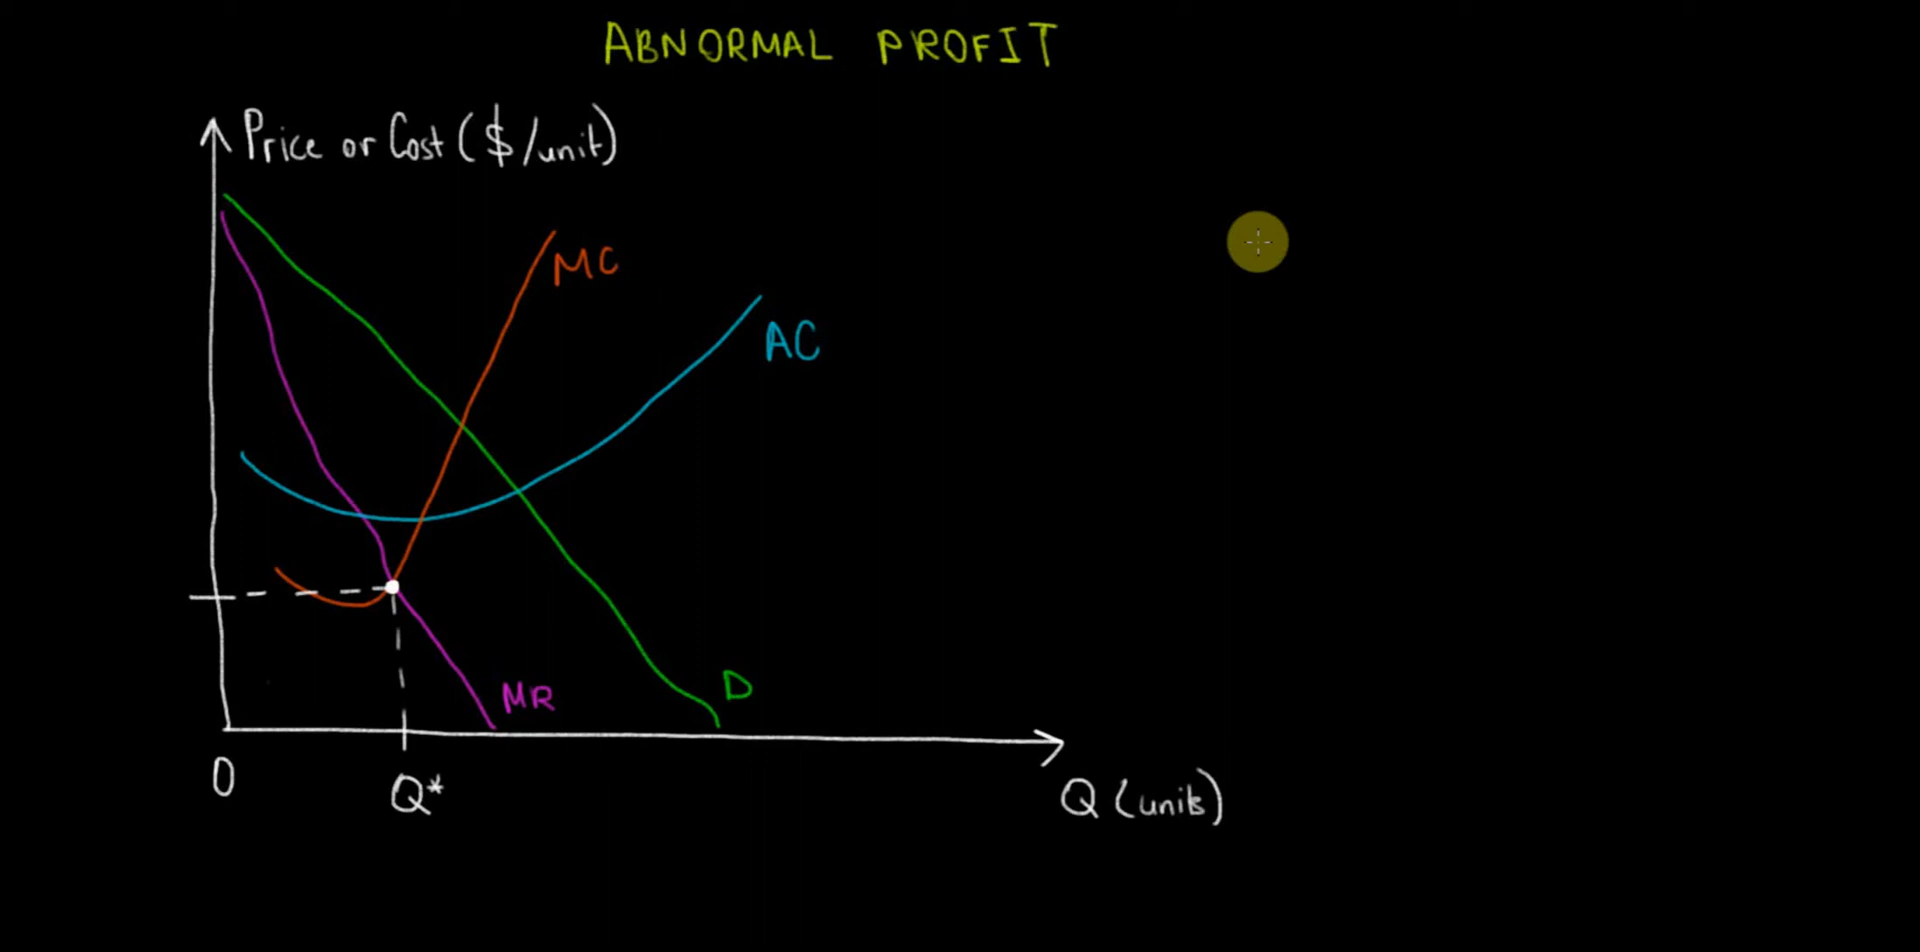 ABNORMAL PROFIT
Price or Cost ($/unit)
MC
AC
MR
D
0
Q*
Q (units)